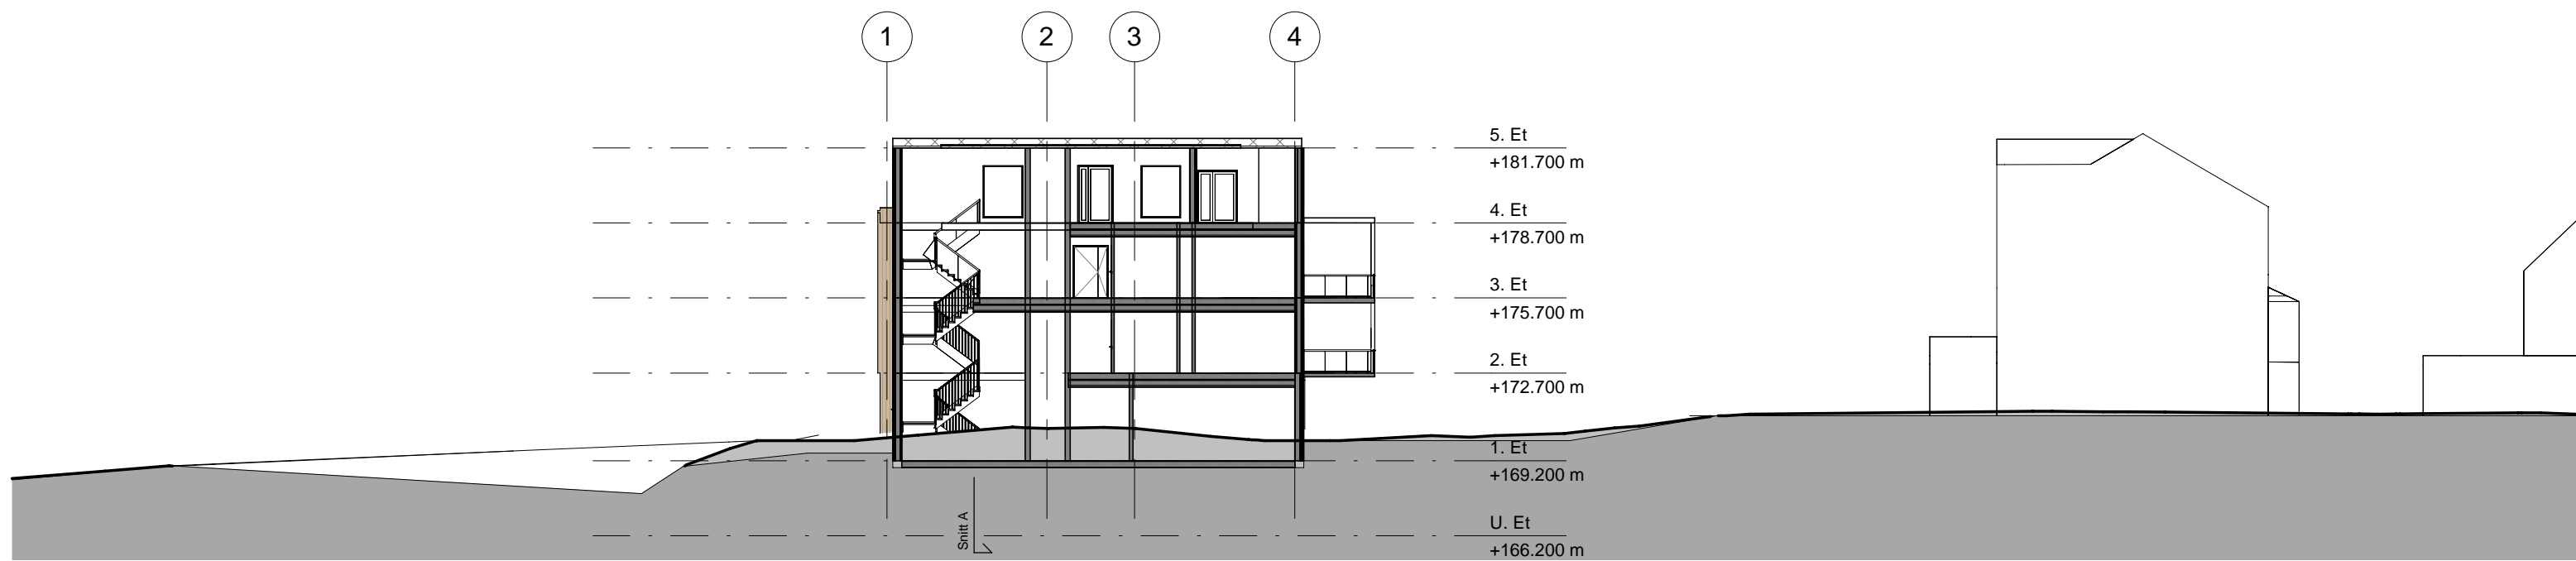 1
2
3
4
5. Et
+181.700 m
4. Et
+178.700 m
3. Et
+175.700 m
2. Et
+172.700 m
1. Et
+169.200 m
Snitt A
U. Et
+166.200 m